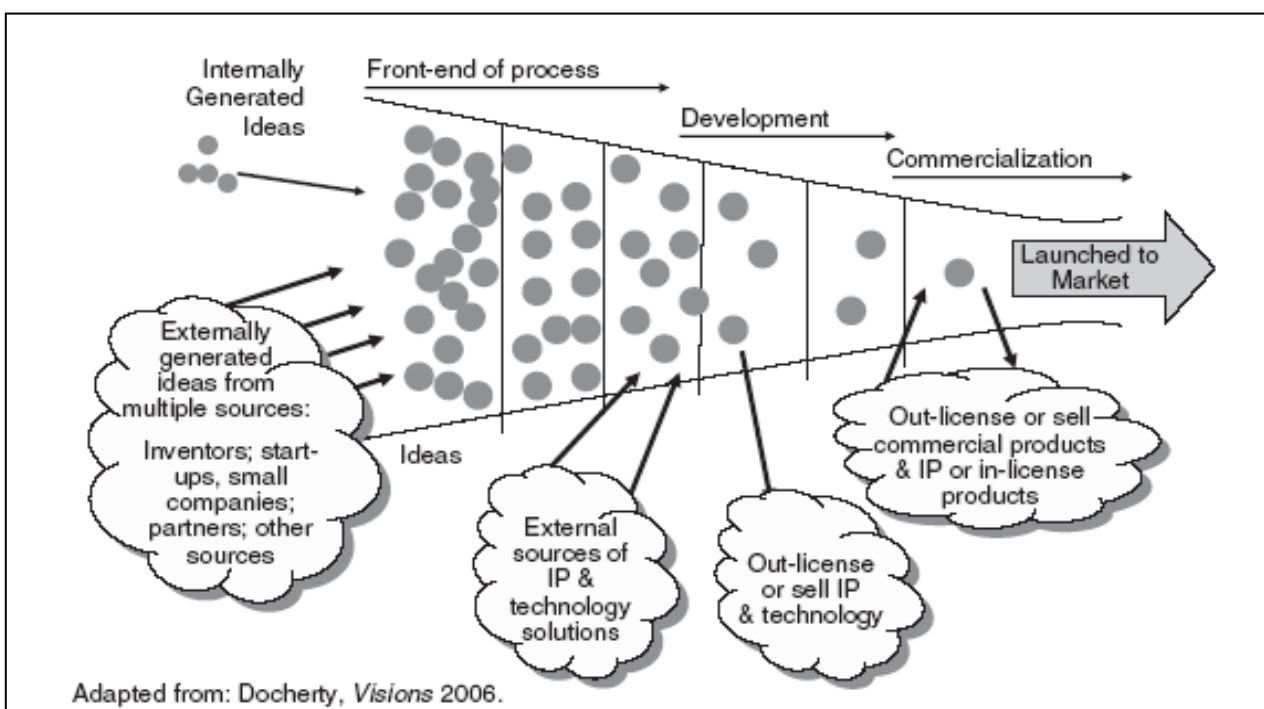 Internally
Generated
Ideas
Front-end of process
Development
Commercialization
Launched to
Market
Externally
generated
ideas from
multiple sources:
Inventors; start-
ups, small
companies;
partners; other
sources
Ideas
External
sources of
IP &
technology
solutions
Out-license
or sell IP
& technology
Out-license or sell
commercial products
& IP or in-license
products
Adapted from: Docherty, Visions 2006.